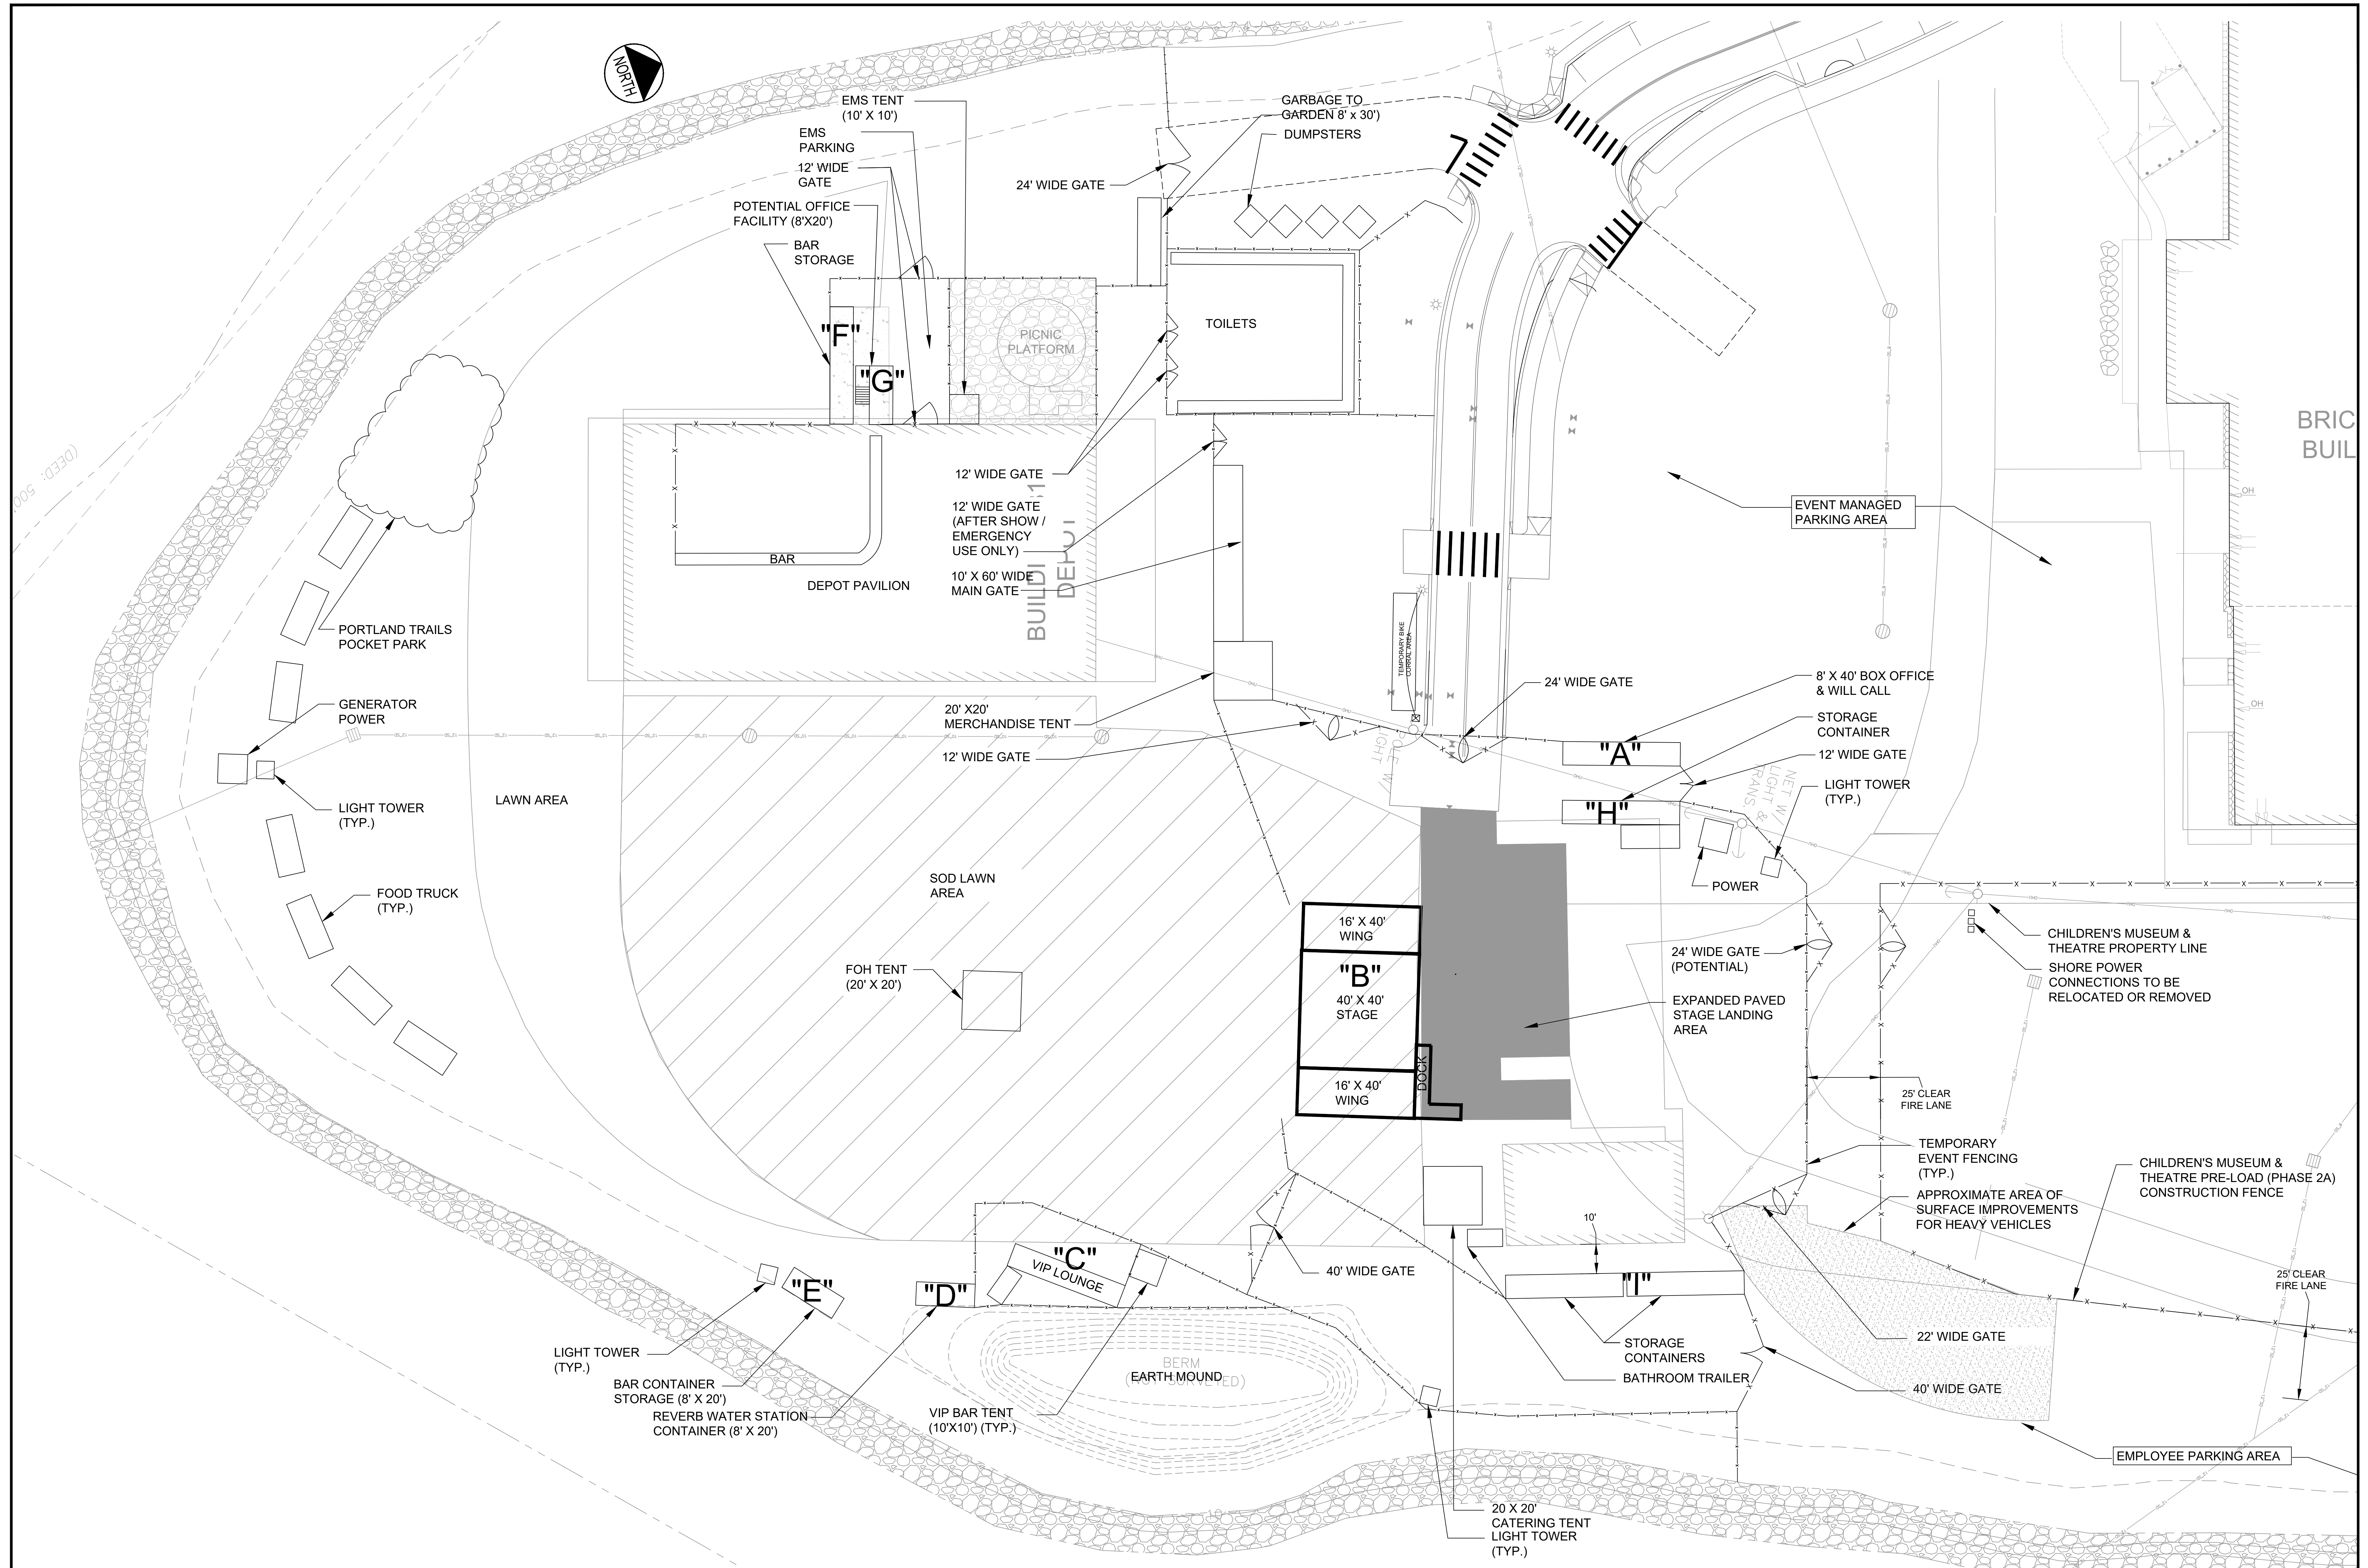 NORTH
EMS TENT
(10' X 10')
EMS
PARKING
12' WIDE
GATE
POTENTIAL OFFICE
FACILITY (8'X20')
BAR
STORAGE
24' WIDE GATE
GARBAGE TO
GARDEN 8' x 30')
DUMPSTERS
"F"
"G"
PICNIC
PLATFORM
TOILETS
(DEED: 500'
BRIC
BUIL
12' WIDE GATE
12' WIDE GATE
(AFTER SHOW /
EMERGENCY
USE ONLY)
10' X 60' WIDE
MAIN GATE
BAR
DEPOT PAVILION
EVENT MANAGED
PARKING AREA
OH
OH
PORTLAND TRAILS
POCKET PARK
TEMPORARY BIKE
CORRAL AREA
GENERATOR
POWER
20' X20'
MERCHANDISE TENT
12' WIDE GATE
24' WIDE GATE
8' X 40' BOX OFFICE
& WILL CALL
STORAGE
CONTAINER
12' WIDE GATE
LIGHT TOWER
(TYP.)
"A"
"H"
POWER
LIGHT TOWER
(TYP.)
LAWN AREA
FOOD TRUCK
(TYP.)
SOD LAWN
AREA
FOH TENT
(20' X 20')
16' X 40'
WING
"B"
40' X 40'
STAGE
16' X 40'
WING
DOCK
24' WIDE GATE
(POTENTIAL)
EXPANDED PAVED
STAGE LANDING
AREA
CHILDREN'S MUSEUM &
THEATRE PROPERTY LINE
SHORE POWER
CONNECTIONS TO BE
RELOCATED OR REMOVED
25' CLEAR
FIRE LANE
TEMPORARY
EVENT FENCING
(TYP.)
CHILDREN'S MUSEUM &
THEATRE PRE-LOAD (PHASE 2A)
CONSTRUCTION FENCE
APPROXIMATE AREA OF
SURFACE IMPROVEMENTS
FOR HEAVY VEHICLES
10'
25' CLEAR
FIRE LANE
"C"
VIP LOUNGE
"D"
"E"
40' WIDE GATE
"I"
22' WIDE GATE
STORAGE
CONTAINERS
BATHROOM TRAILER
40' WIDE GATE
LIGHT TOWER
(TYP.)
BAR CONTAINER
STORAGE (8' X 20')
REVERB WATER STATION
CONTAINER (8' X 20')
VIP BAR TENT
(10'X10') (TYP.)
BERM
EARTH MOUND
EMPLOYEE PARKING AREA
20 X 20'
CATERING TENT
LIGHT TOWER
(TYP.)